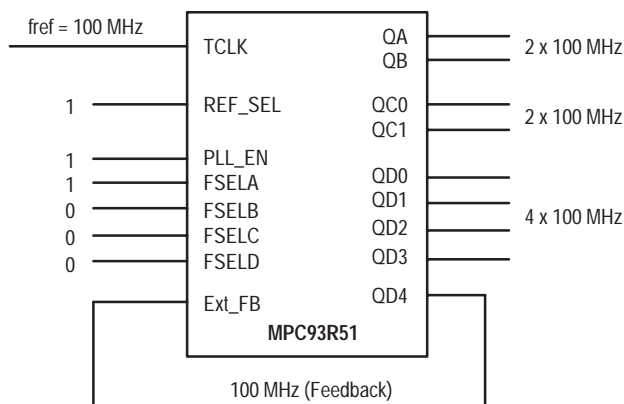 fref = 100 MHz
TCLK
QA
QB
2 x 100 MHz
1
REF_SEL
QC0
QC1
2 x 100 MHz
1
PLL_EN
1
FSELA
0
FSELB
0
FSELC
0
FSELD
QD0
QD1
QD2
QD3
4 x 100 MHz
Ext_FB
QD4
MPC93R51
100 MHz (Feedback)